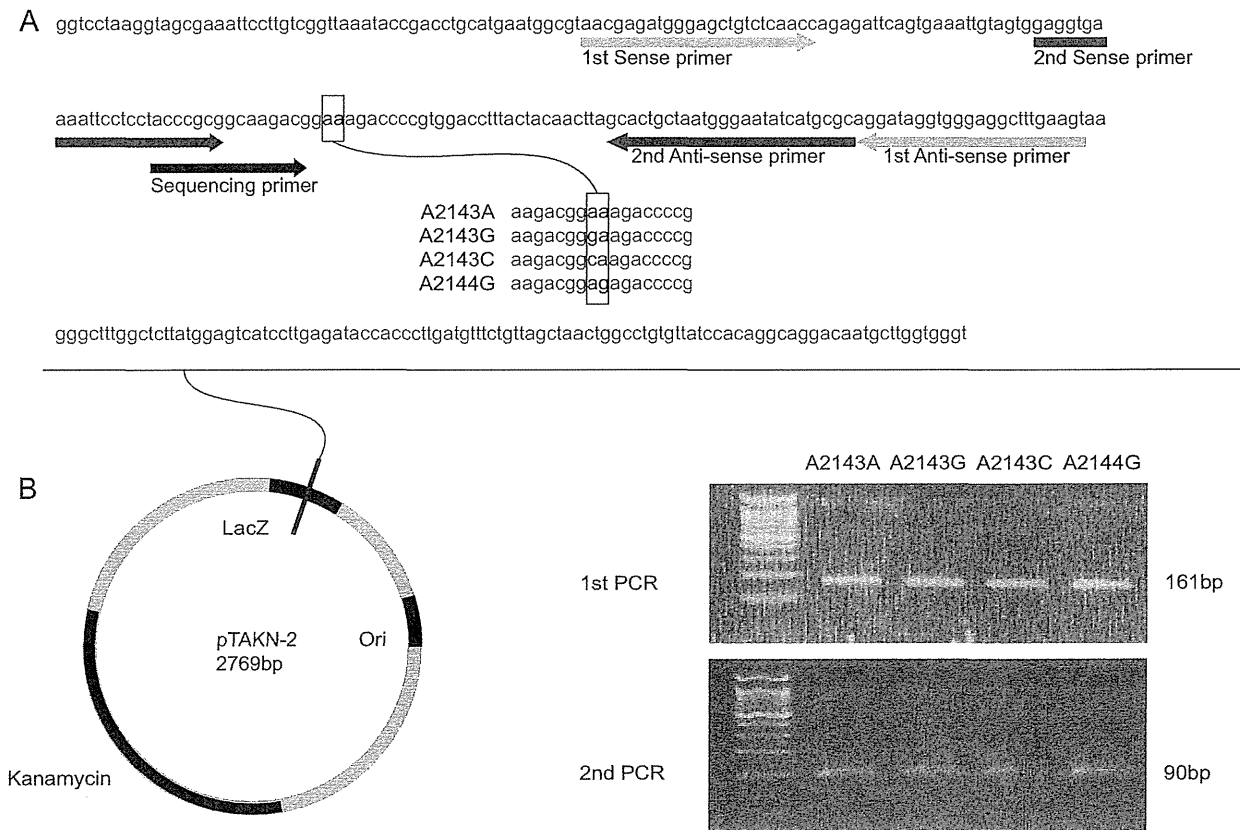 A
ggtcctaaggtagcgaaattccttgtcggttaaataccgacctgcatgaatggcgtaacgagatgggagctgtctcaaccagagattcagtgaaattgtagtggaggtga
1st Sense primer
2nd Sense primer
aaattcctcctacccgcggcaagacggaaagaccccgtggacctttactacaacttagcactgctaatgggaatatcatgcgcaggataggtgggaggctttgaagtaa
2nd Anti-sense primer
1st Anti-sense primer
Sequencing primer
A2143A aagacggaaagaccccg
A2143G aagacgggaagaccccg
A2143C aagacggcaagaccccg
A2144G aagacggagagaccccg
gggctttggctcttatggagtcatccttgagataccacccttgatgtttctgttagctaactggcctgtgttatccacaggcaggacaatgcttggtgggt
B
LacZ
Ori
pTAKN-2
2769bp
Kanamycin
A2143A A2143G A2143C A2144G
1st PCR
161bp
2nd PCR
90bp